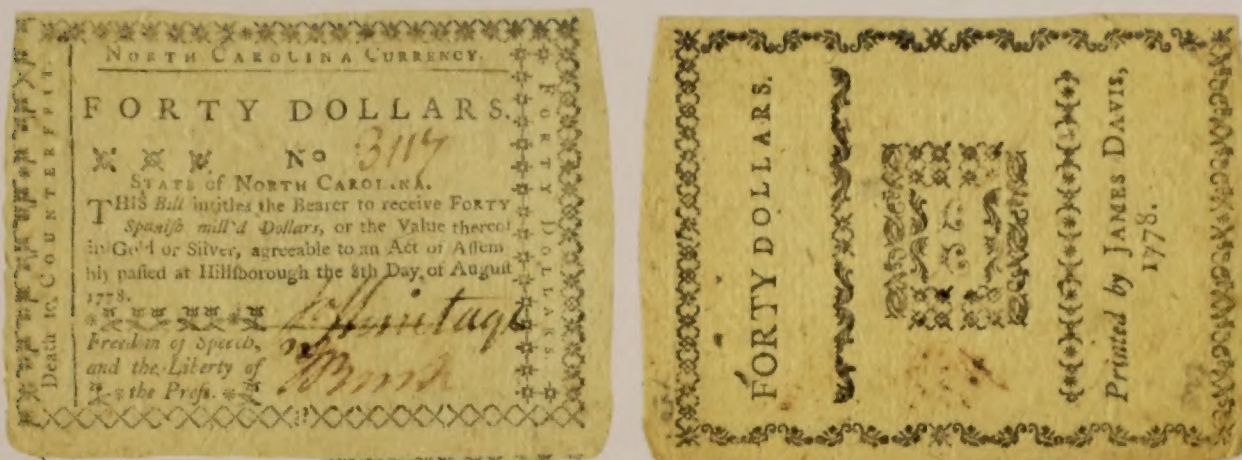 NORTH CAROLINA CURRENCY.
FORTY DOLLARS.
No 3117
STATE of NORTH CAROLINA.
THIS Bill intitles the Bearer to receive FORTY
Spaniſh mill'd Dollars, or the Value thereof
in Gold or Silver, agreeable to an Act of Aſſem
bly paſſed at Hillſborough the 8th Day of Auguſt
1778.
Freedom of Speech,
and the Liberty of
the Preſs.
Death to COUNTERFEIT.
FORTY DOLLARS
FORTY DOLLARS.
Printed by JAMES DAVIS,
1778.